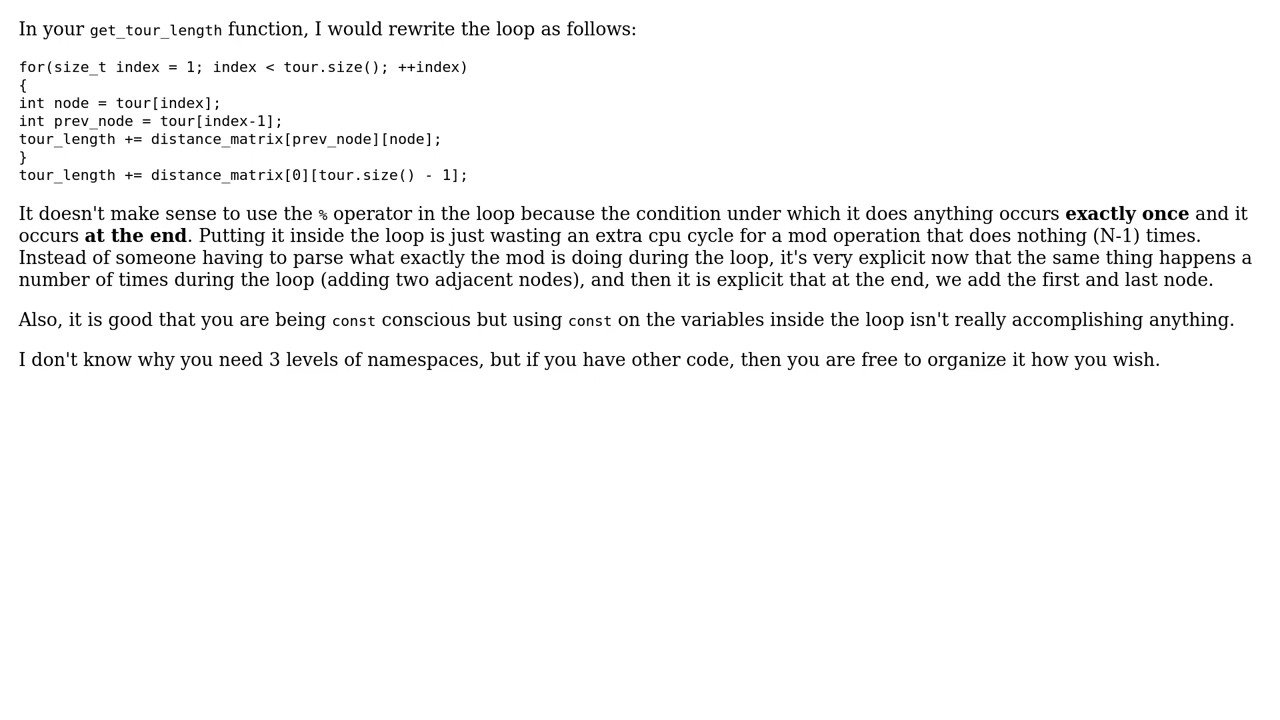 In your get_tour_length function, I would rewrite the loop as follows:
for(size_t index = 1; index < tour.size(); ++index)
{
int node = tour[index];
int prev_node = tour[index-1];
tour_length += distance_matrix[prev_node][node];
}
tour_length += distance_matrix[0][tour.size() - 1];
It doesn't make sense to use the % operator in the loop because the condition under which it does anything occurs exactly once and it
occurs at the end. Putting it inside the loop is just wasting an extra cpu cycle for a mod operation that does nothing (N-1) times.
Instead of someone having to parse what exactly the mod is doing during the loop, it's very explicit now that the same thing happens a
number of times during the loop (adding two adjacent nodes), and then it is explicit that at the end, we add the first and last node.
Also, it is good that you are being const conscious but using const on the variables inside the loop isn't really accomplishing anything.
I don't know why you need 3 levels of namespaces, but if you have other code, then you are free to organize it how you wish.